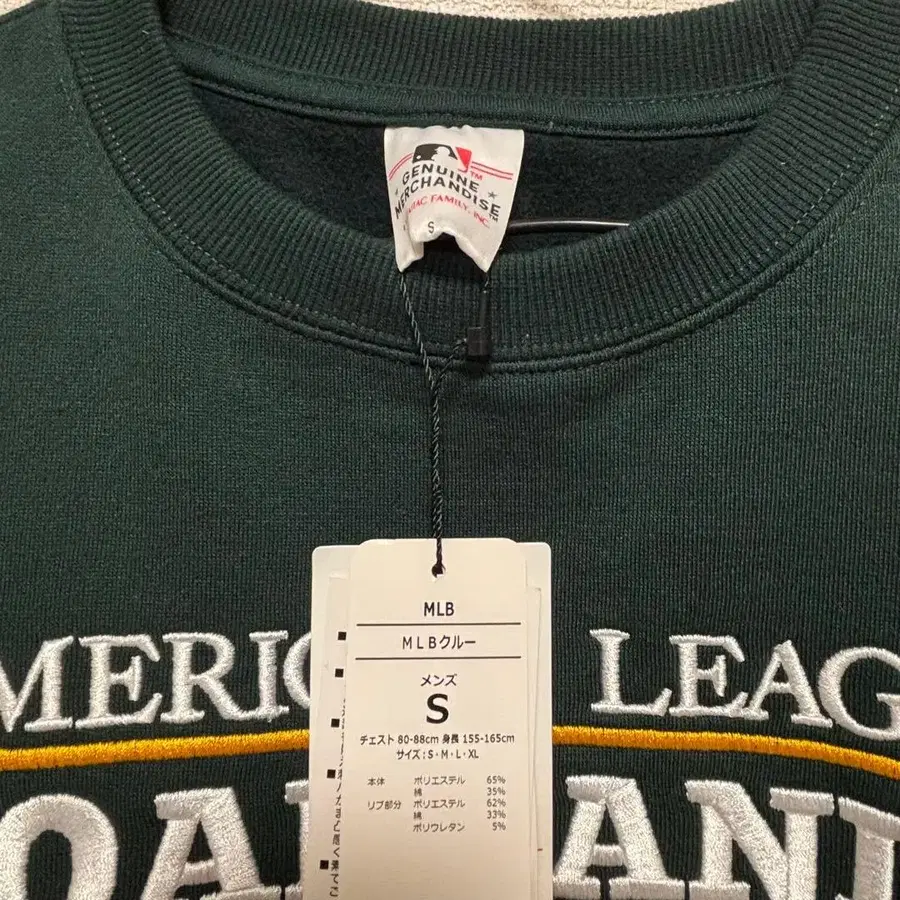 GENUINE
MERCHANDISE
FAMILY, INC.
S
MLB
MLBクルー
メンズ
S
チェスト 80-88cm 身長 155-165cm
サイズ:S・M・L・XL
本体 ポリエステル 65%
綿 35%
リブ部分 ポリエステル 62%
綿 33%
ポリウレタン 5%
MERIC LEAG
OA AND